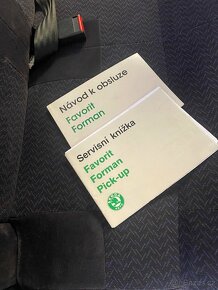 Návod k obsluze
Favorit
Forman
Servisní knížka
Favorit
Forman
Pick-up